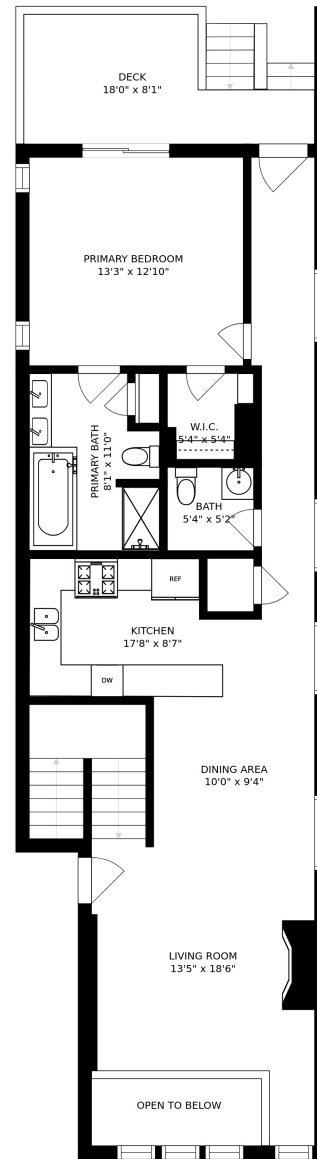 DECK
18'0" x 8'1"
PRIMARY BEDROOM
13'3" x 12'10"
W.I.C.
5'4" x 5'4"
PRIMARY BATH
8'1" x 11'0"
BATH
5'4" x 5'2"
REF
KITCHEN
17'8" x 8'7"
DW
DINING AREA
10'0" x 9'4"
LIVING ROOM
13'5" x 18'6"
OPEN TO BELOW